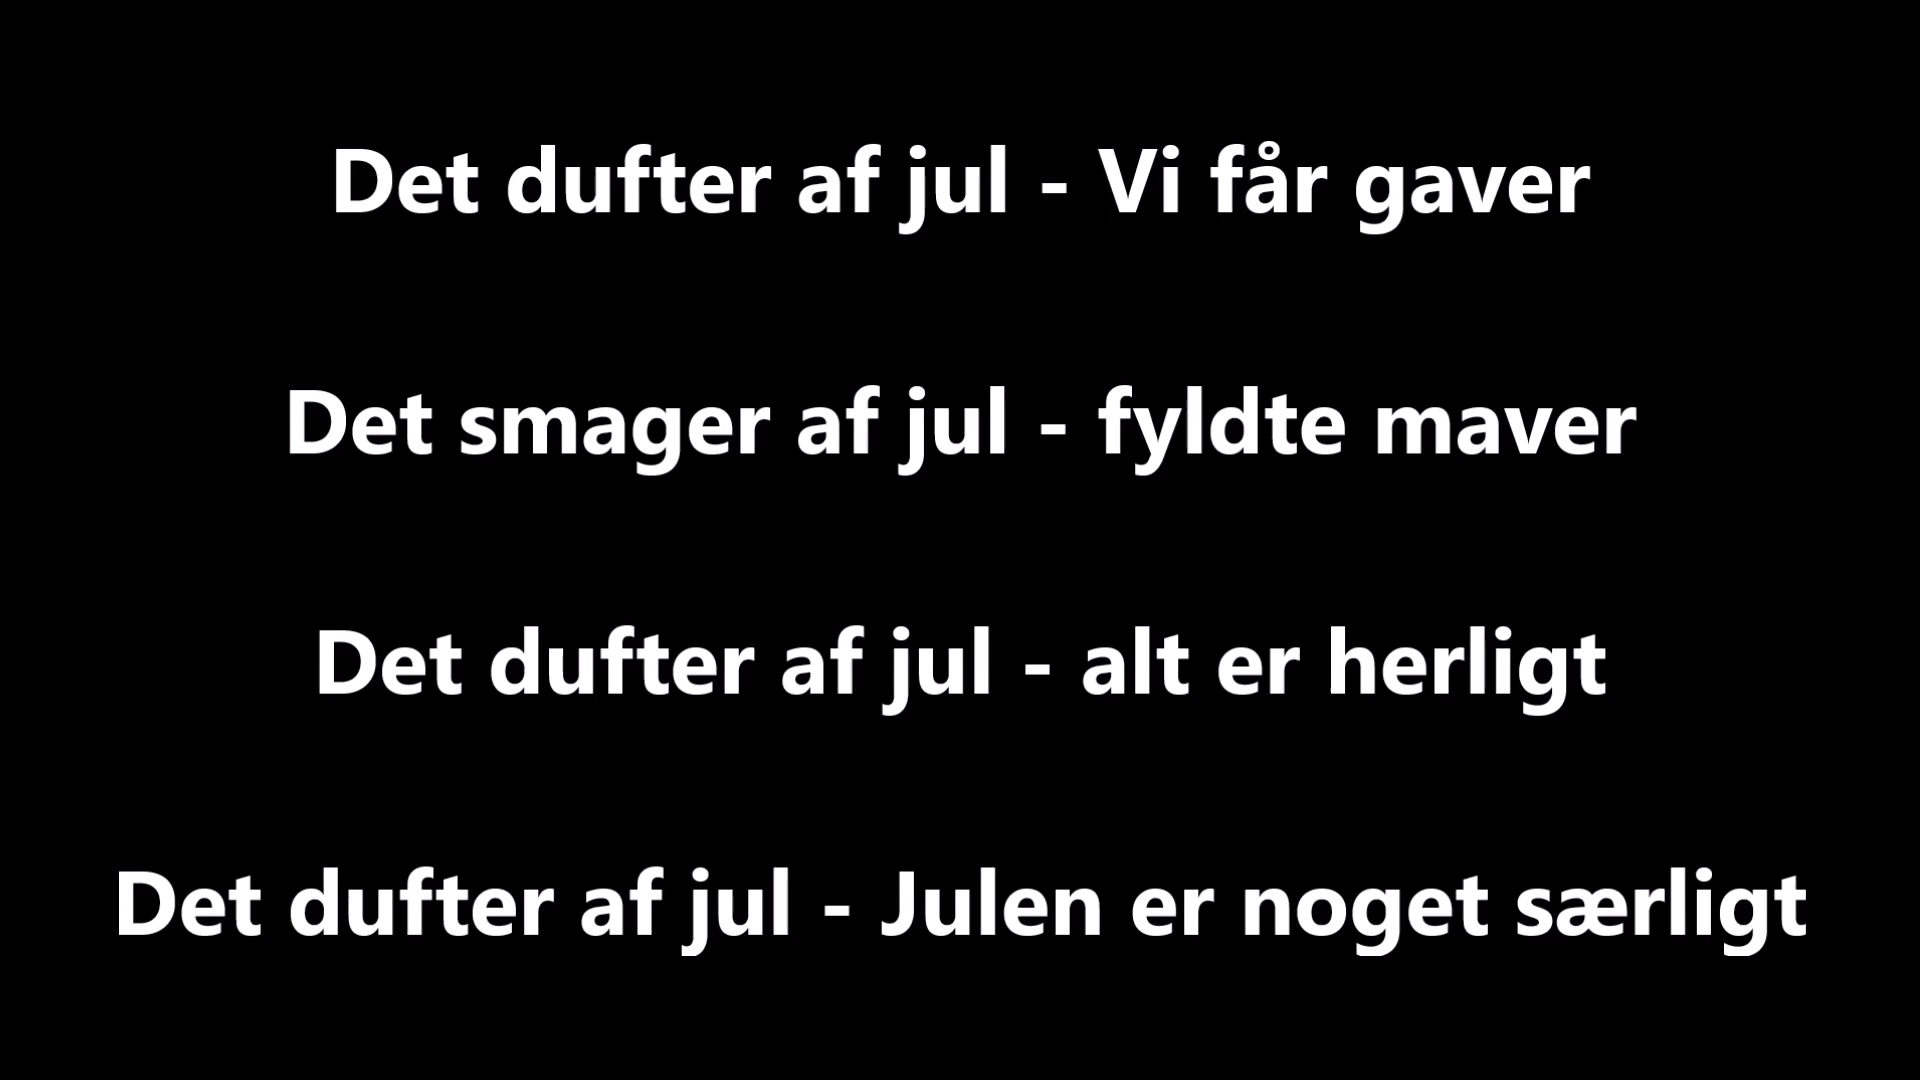 Det dufter af jul - Vi får gaver
Det smager af jul - fyldte maver
Det dufter af jul - alt er herligt
Det dufter af jul - Julen er noget særligt